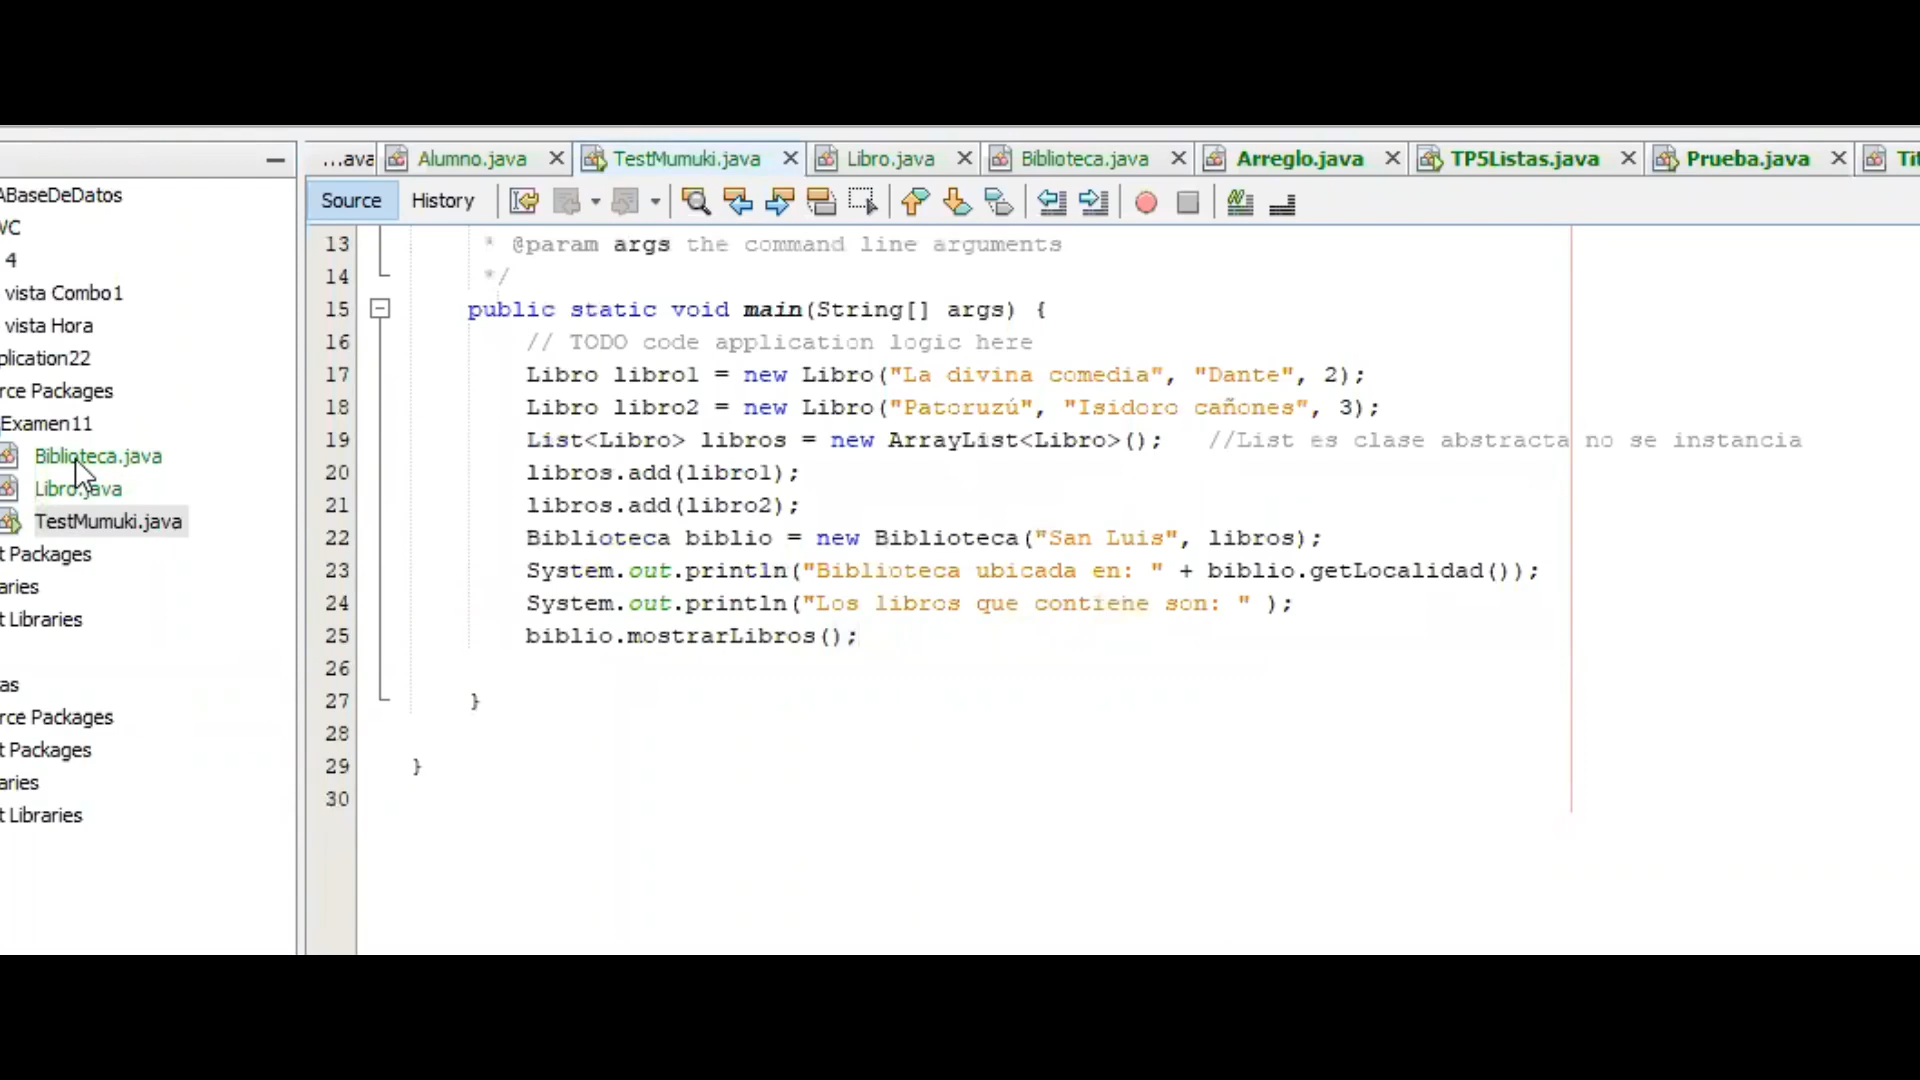 ...ava Alumno.java TestMumuki.java Libro.java Biblioteca.java Arreglo.java TP5Listas.java Prueba.java Tit
Source History
ABaseDeDatos
VC
4
vista Combo1
vista Hora
plication22
rce Packages
Examen11
Biblioteca.java
Libro.java
TestMumuki.java
t Packages
aries
t Libraries
as
rce Packages
t Packages
aries
t Libraries
13 * @param args the command line arguments
14 */
15 public static void main(String[] args) {
16 // TODO code application logic here
17 Libro libro1 = new Libro("La divina comedia", "Dante", 2);
18 Libro libro2 = new Libro("Patoruzú", "Isidoro cañones", 3);
19 List<Libro> libros = new ArrayList<Libro>(); //List es clase abstracta no se instancia
20 libros.add(libro1);
21 libros.add(libro2);
22 Biblioteca biblio = new Biblioteca("San Luis", libros);
23 System.out.println("Biblioteca ubicada en: " + biblio.getLocalidad());
24 System.out.println("Los libros que contiene son: " );
25 biblio.mostrarLibros();
26
27 }
28
29 }
30